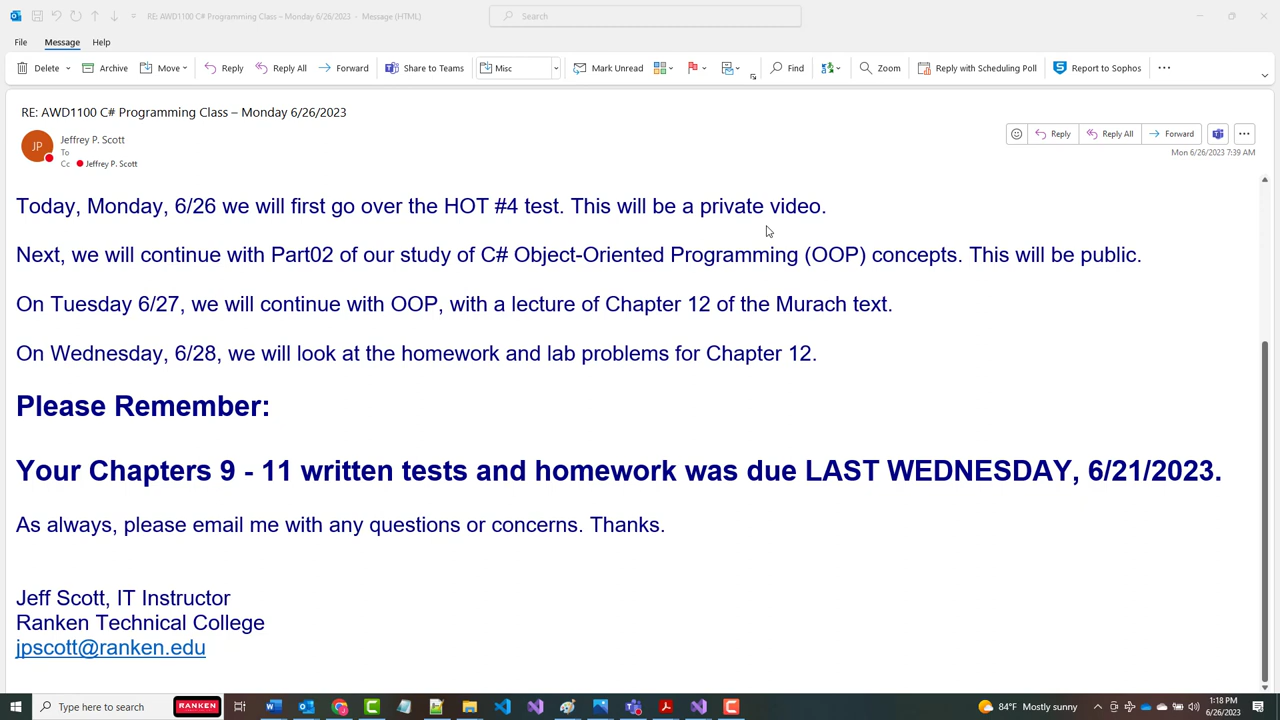 RE: AWD1100 C# Programming Class – Monday 6/26/2023 - Message (HTML)
Search
File Message Help
Delete Archive Move Reply Reply All Forward Share to Teams Misc Mark Unread Find Zoom Reply with Scheduling Poll Report to Sophos
RE: AWD1100 C# Programming Class – Monday 6/26/2023
JP
Jeffrey P. Scott
To
Cc Jeffrey P. Scott
Reply Reply All Forward
Mon 6/26/2023 7:39 AM
Today, Monday, 6/26 we will first go over the HOT #4 test. This will be a private video.
Next, we will continue with Part02 of our study of C# Object-Oriented Programming (OOP) concepts. This will be public.
On Tuesday 6/27, we will continue with OOP, with a lecture of Chapter 12 of the Murach text.
On Wednesday, 6/28, we will look at the homework and lab problems for Chapter 12.
Please Remember:
Your Chapters 9 - 11 written tests and homework was due LAST WEDNESDAY, 6/21/2023.
As always, please email me with any questions or concerns. Thanks.
Jeff Scott, IT Instructor
Ranken Technical College
jpscott@ranken.edu
Type here to search
RANKEN
84°F Mostly sunny
1:18 PM
6/26/2023